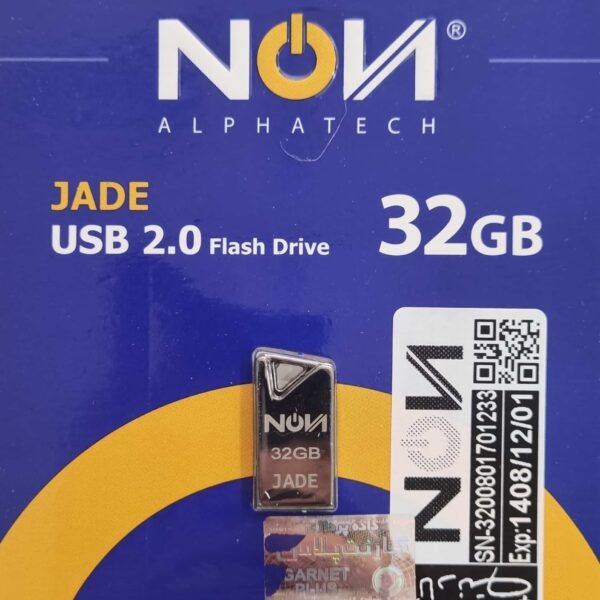 NON®
ALPHATECH
JADE
USB 2.0 Flash Drive
32GB
NON
32GB
JADE
NON
SN-3200801701233
Exp:1408/12/01
GARNET
PLUS